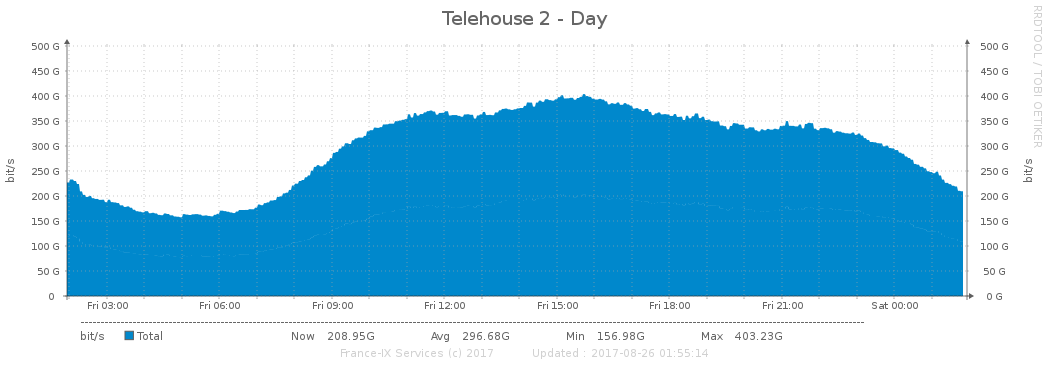 Telehouse 2 - Day
RRDTOOL / TOBI OETIKER
500 G 500 G
450 G 450 G
400 G 400 G
350 G 350 G
300 G 300 G
250 G 250 G
200 G 200 G
150 G 150 G
100 G 100 G
50 G 50 G
0 0 G
bit/s bit/s
Fri 03:00 Fri 06:00 Fri 09:00 Fri 12:00 Fri 15:00 Fri 18:00 Fri 21:00 Sat 00:00
bit/s Total Now 208.95G Avg 296.68G Min 156.98G Max 403.23G
France-IX Services (c) 2017 Updated : 2017-08-26 01:55:14